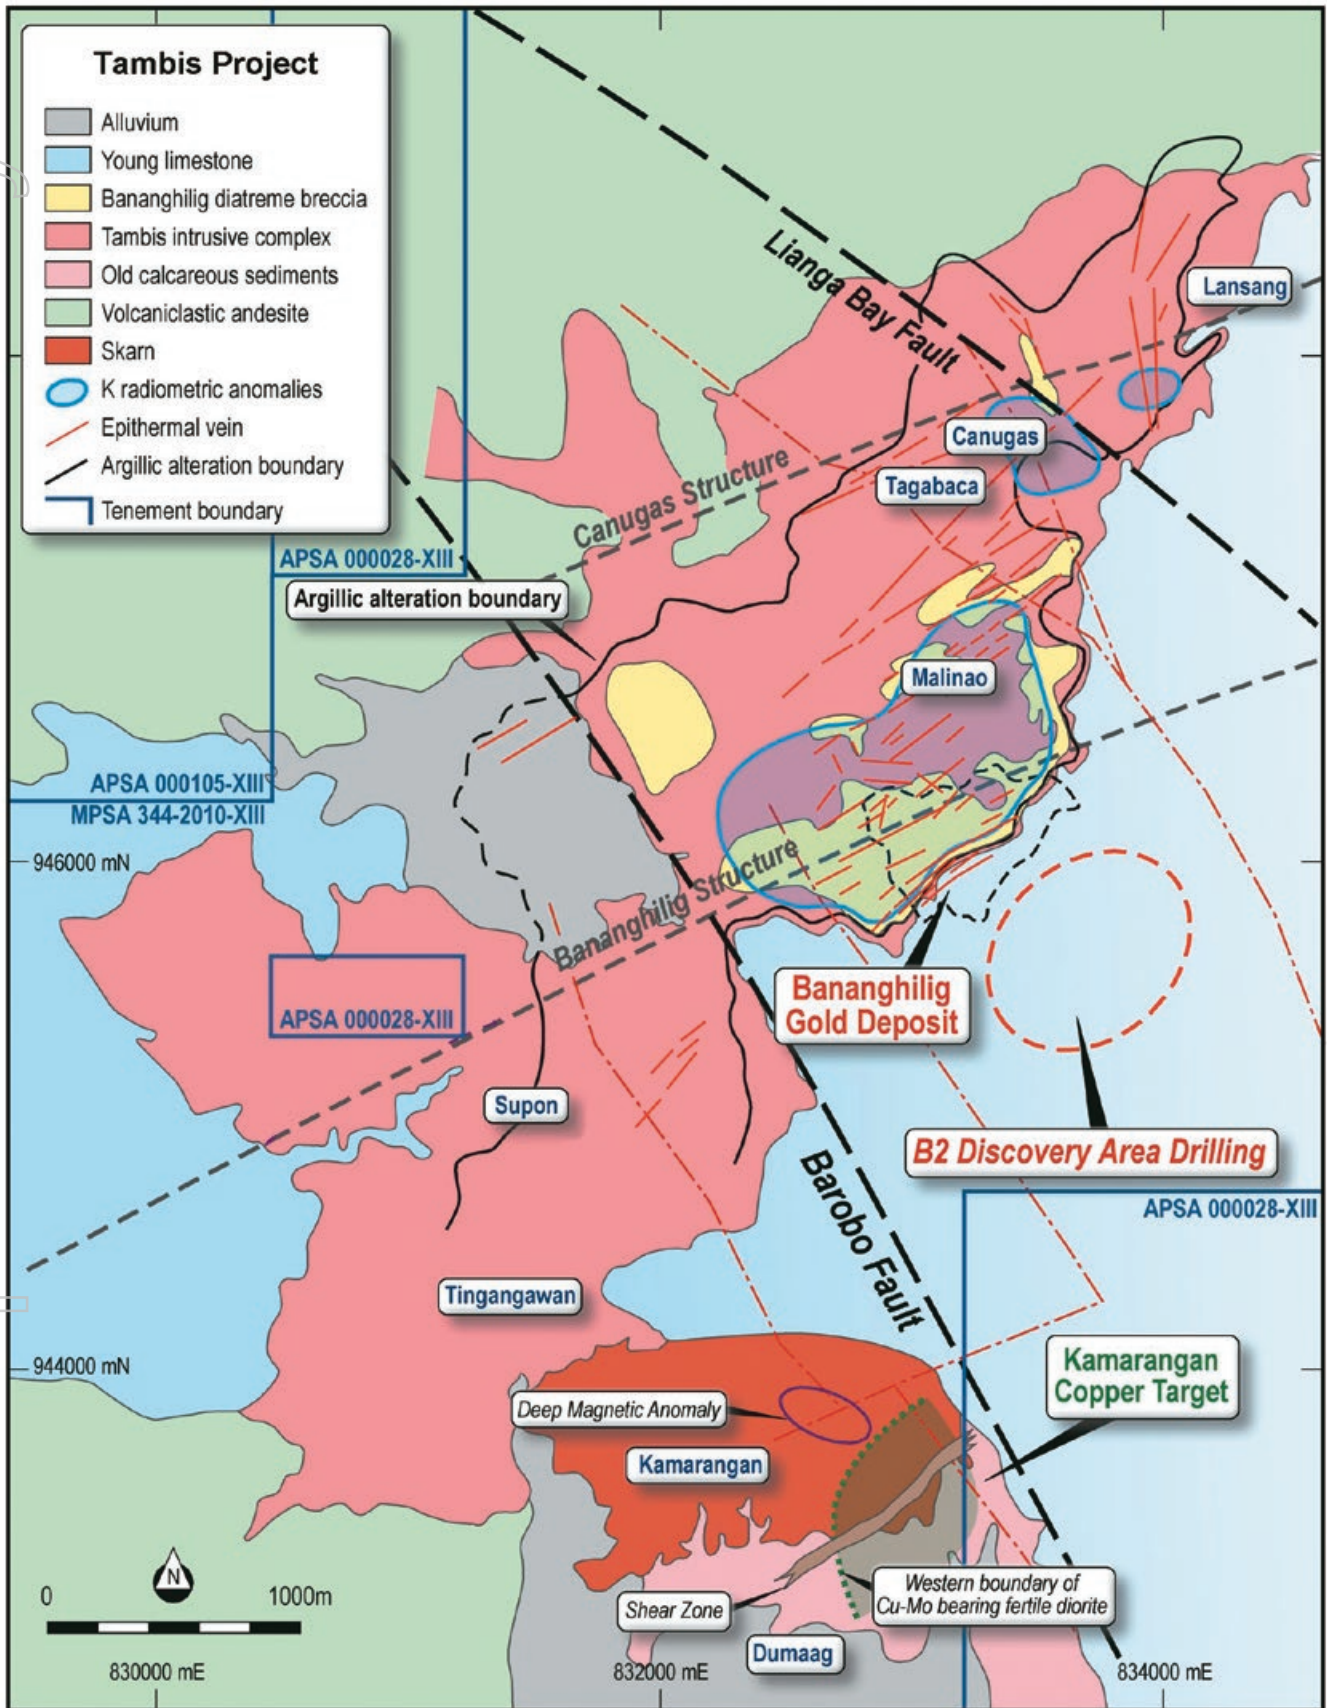 Tambis Project
Alluvium
Young limestone
Bananghilig diatreme breccia
Tambis intrusive complex
Old calcareous sediments
Volcaniclastic andesite
Skarn
K radiometric anomalies
Epithermal vein
Argillic alteration boundary
Tenement boundary
Lianga Bay Fault
Lansang
Canugas
Tagabaca
Canugas Structure
APSA 000028-XIII
Argillic alteration boundary
Malinao
APSA 000105-XIII
MPSA 344-2010-XIII
946000 mN
Bananghilig Structure
Bananghilig
Gold Deposit
APSA 000028-XIII
Supon
B2 Discovery Area Drilling
Barobo Fault
APSA 000028-XIII
Tingangawan
944000 mN
Kamarangan
Copper Target
Deep Magnetic Anomaly
Kamarangan
Western boundary of
Cu-Mo bearing fertile diorite
Shear Zone
Dumaag
N
0 1000m
830000 mE
832000 mE
834000 mE